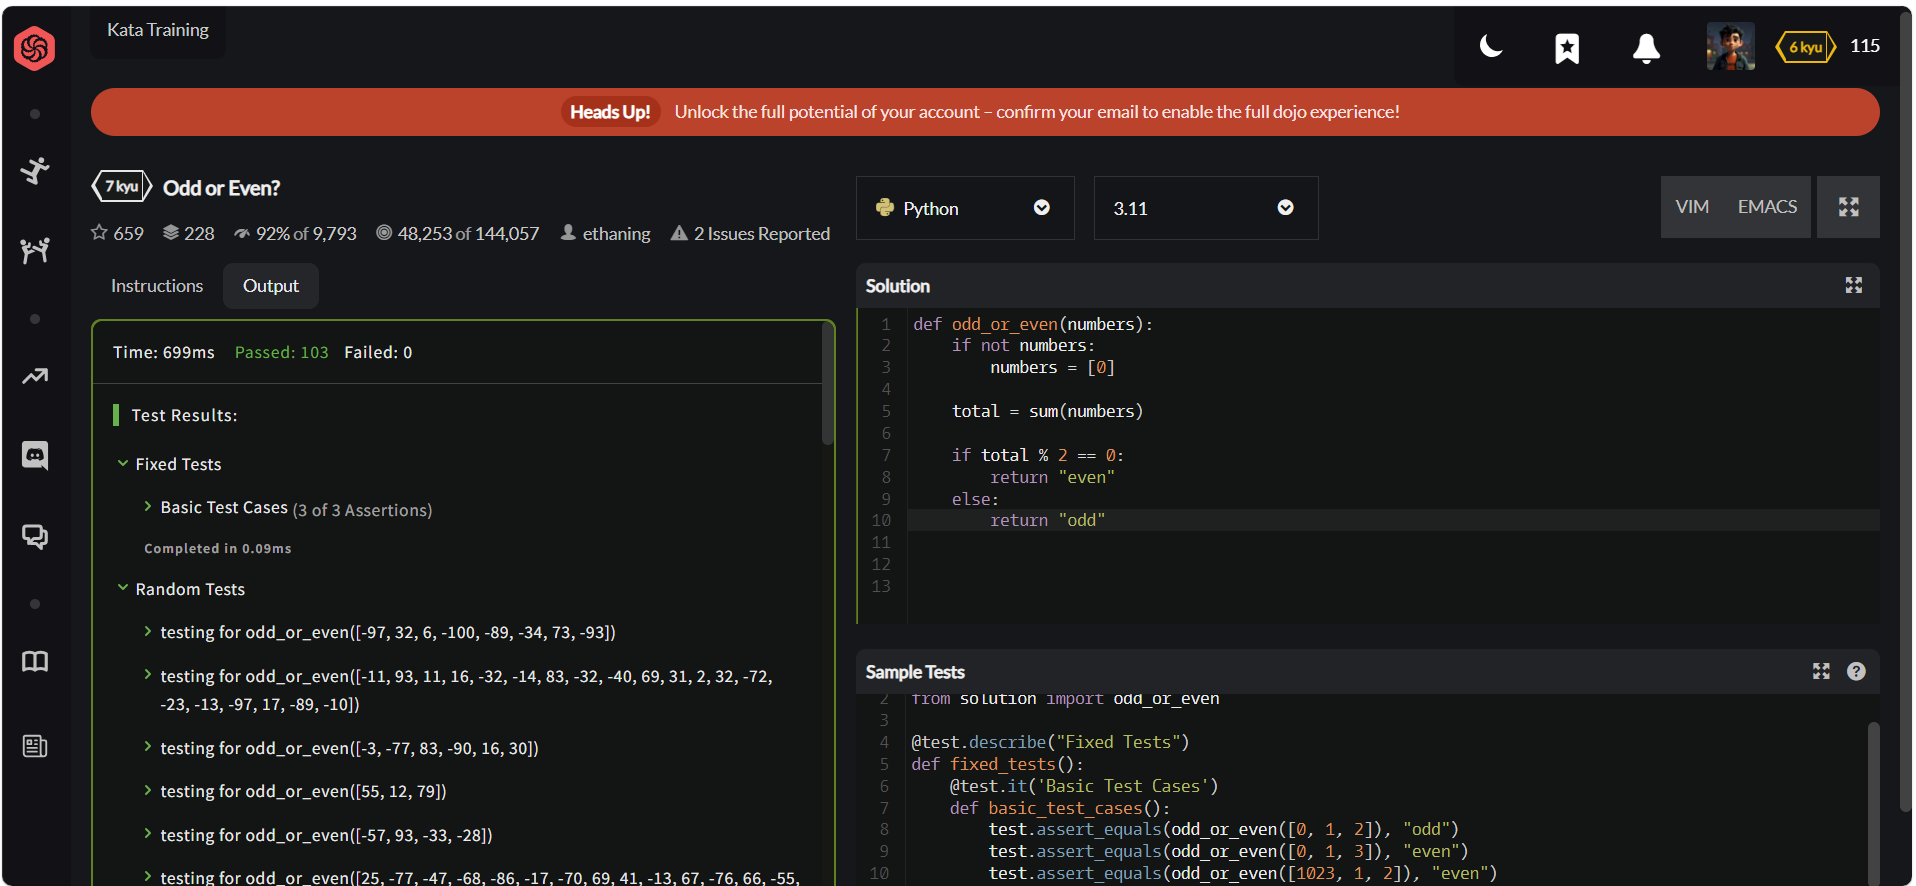 Kata Training
6 kyu
115
Heads Up! Unlock the full potential of your account – confirm your email to enable the full dojo experience!
7 kyu Odd or Even?
659 228 92% of 9,793 48,253 of 144,057 ethaning 2 Issues Reported
Python
3.11
VIM EMACS
Instructions Output
Time: 699ms Passed: 103 Failed: 0
Test Results:
Fixed Tests
Basic Test Cases (3 of 3 Assertions)
Completed in 0.09ms
Random Tests
testing for odd_or_even([-97, 32, 6, -100, -89, -34, 73, -93])
testing for odd_or_even([-11, 93, 11, 16, -32, -14, 83, -32, -40, 69, 31, 2, 32, -72,
-23, -13, -97, 17, -89, -10])
testing for odd_or_even([-3, -77, 83, -90, 16, 30])
testing for odd_or_even([55, 12, 79])
testing for odd_or_even([-57, 93, -33, -28])
testing for odd_or_even([25, -77, -47, -68, -86, -17, -70, 69, 41, -13, 67, -76, 66, -55,
Solution
1 def odd_or_even(numbers):
2     if not numbers:
3         numbers = [0]
4
5     total = sum(numbers)
6
7     if total % 2 == 0:
8         return "even"
9     else:
10         return "odd"
11
12
13
Sample Tests
2 from solution import odd_or_even
3
4 @test.describe("Fixed Tests")
5 def fixed_tests():
6     @test.it('Basic Test Cases')
7     def basic_test_cases():
8         test.assert_equals(odd_or_even([0, 1, 2]), "odd")
9         test.assert_equals(odd_or_even([0, 1, 3]), "even")
10         test.assert_equals(odd_or_even([1023, 1, 2]), "even")